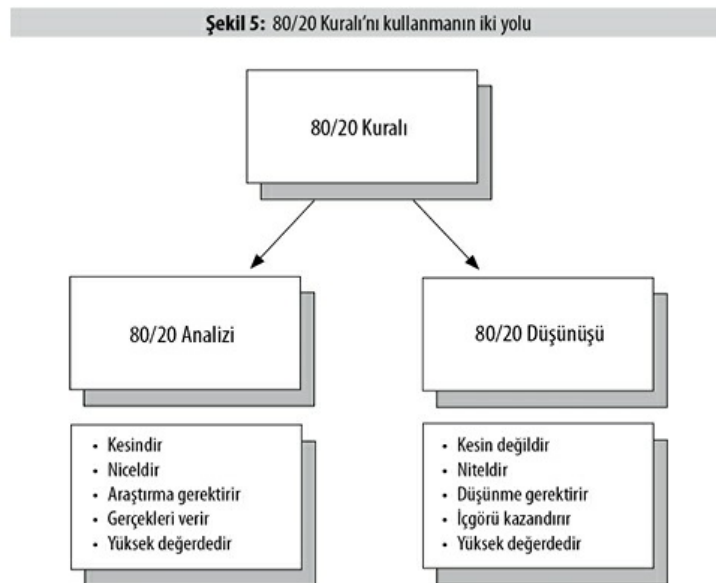 Şekil 5: 80/20 Kuralı’nı kullanmanın iki yolu
80/20 Kuralı
80/20 Analizi
80/20 Düşünüşü
• Kesindir
• Niceldir
• Araştırma gerektirir
• Gerçekleri verir
• Yüksek değerdedir
• Kesin değildir
• Niteldir
• Düşünme gerektirir
• İçgörü kazandırır
• Yüksek değerdedir